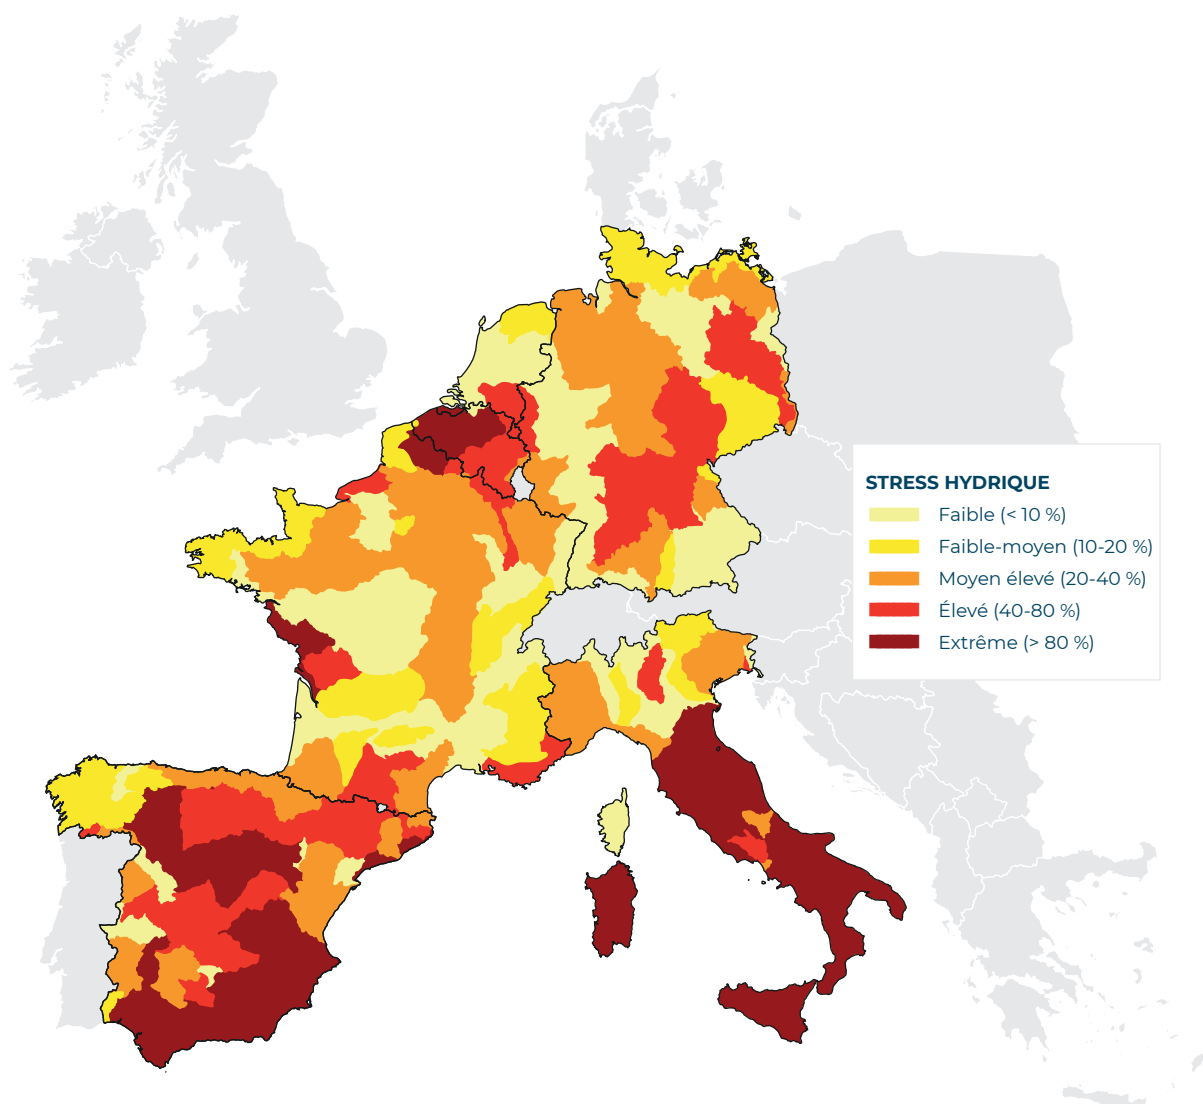 STRESS HYDRIQUE
Faible (< 10 %)
Faible-moyen (10-20 %)
Moyen élevé (20-40 %)
Élevé (40-80 %)
Extrême (> 80 %)